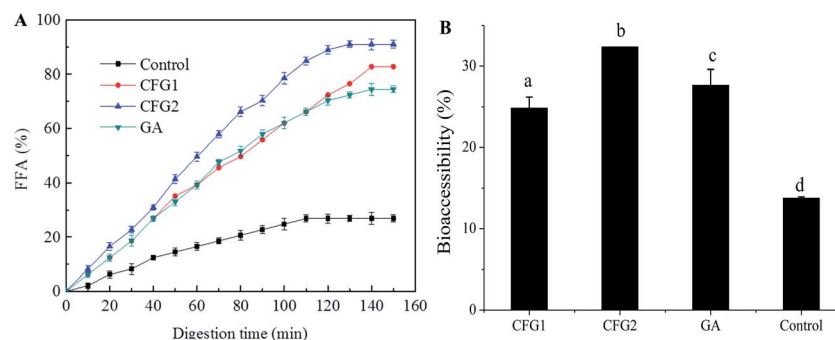 A
100
80
60
40
20
0
FFA (%)
Control
CFG1
CFG2
GA
0 20 40 60 80 100 120 140 160
Digestion time (min)
B
30
20
10
0
Bioaccessibility (%)
a
b
c
d
CFG1 CFG2 GA Control